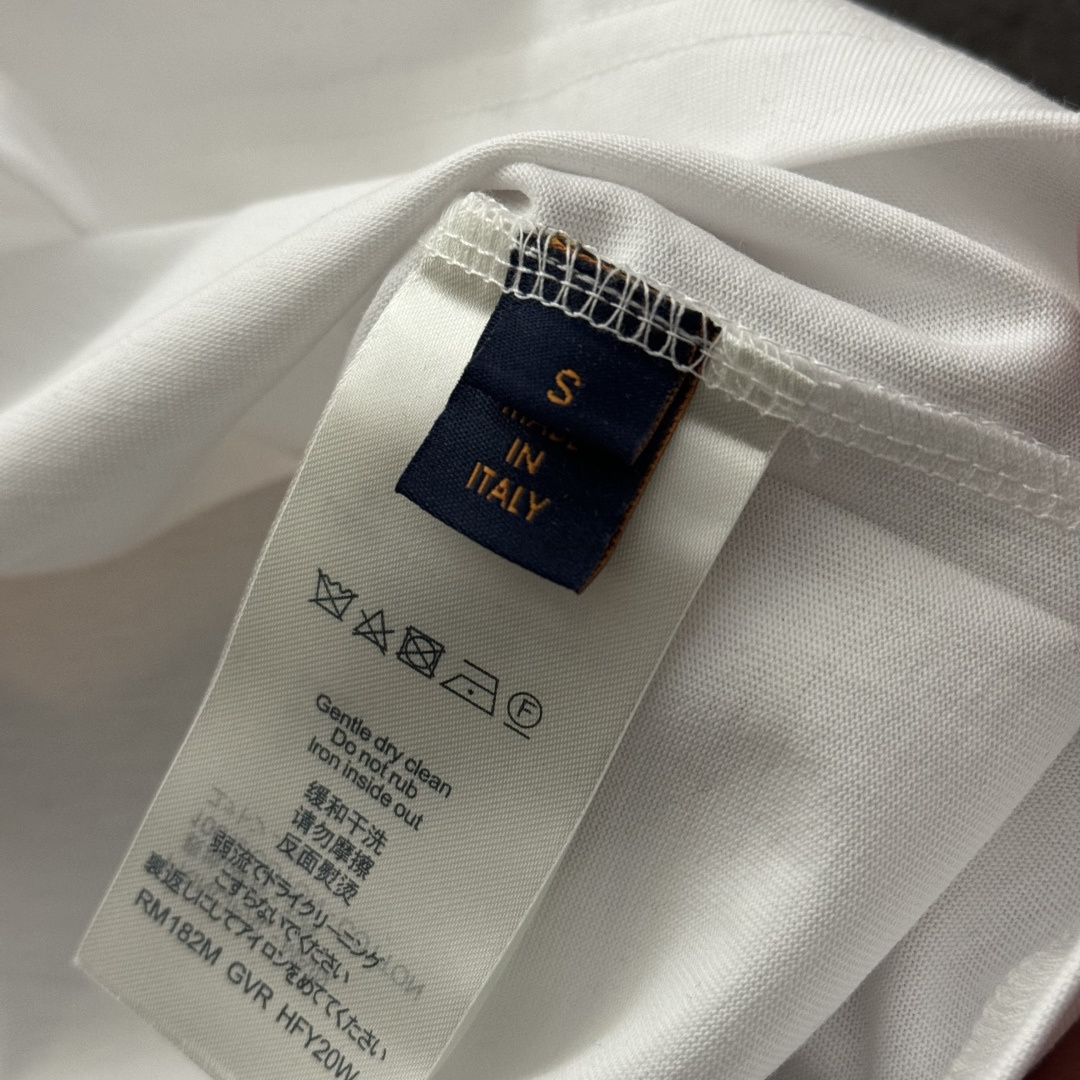 S
IN
ITALY
F
Gentle dry clean
Do not rub
Iron inside out
缓和干洗
请勿摩擦
反面熨烫
弱流でドライクリーニング
こすらないでください
裏返しにしてアイロンをめてください
RM182M GVR HFY20W